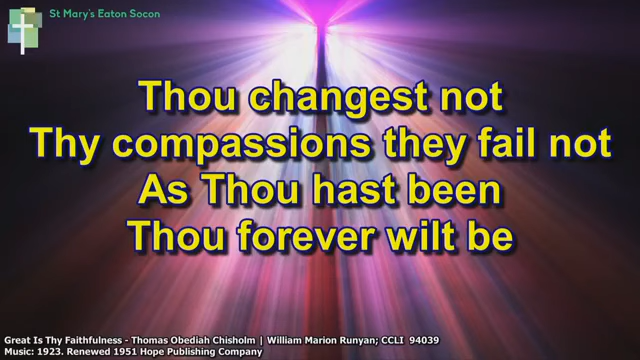 St Mary's Eaton Socon
Thou changest not
Thy compassions they fail not
As Thou hast been
Thou forever wilt be
Great Is Thy Faithfulness - Thomas Obediah Chisholm | William Marion Runyan; CCLI 94039
Music: 1923. Renewed 1951 Hope Publishing Company